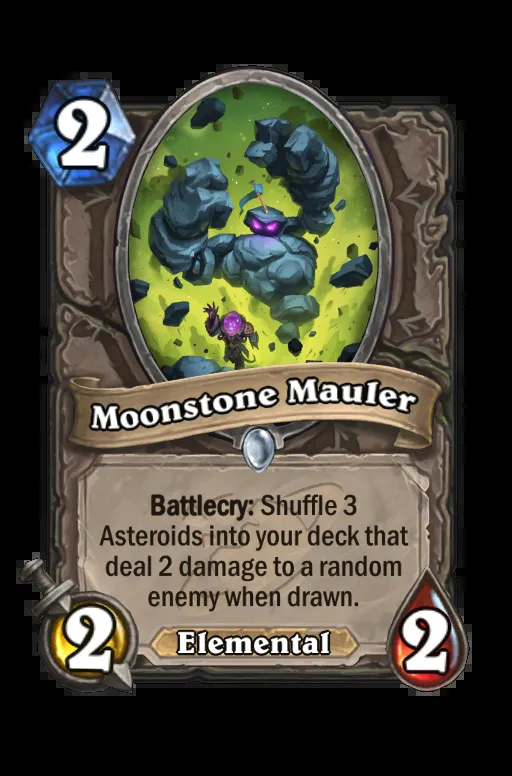 2
Moonstone Mauler
Battlecry: Shuffle 3
Asteroids into your deck that
deal 2 damage to a random
enemy when drawn.
2
Elemental
2